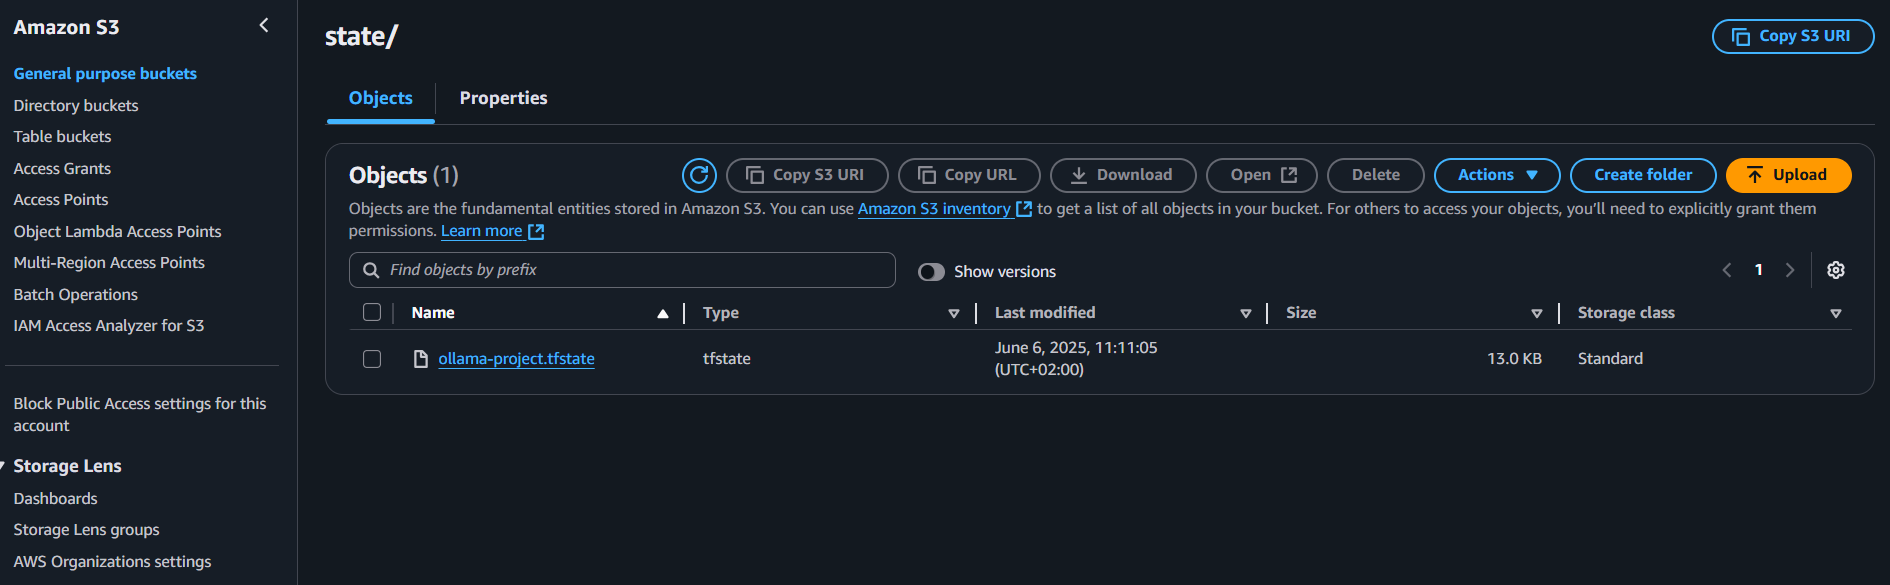 Amazon S3
General purpose buckets
Directory buckets
Table buckets
Access Grants
Access Points
Object Lambda Access Points
Multi-Region Access Points
Batch Operations
IAM Access Analyzer for S3
Block Public Access settings for this
account
Storage Lens
Dashboards
Storage Lens groups
AWS Organizations settings
state/
Copy S3 URI
Objects
Properties
Objects (1)
Copy S3 URI
Copy URL
Download
Open
Delete
Actions
Create folder
Upload
Objects are the fundamental entities stored in Amazon S3. You can use Amazon S3 inventory to get a list of all objects in your bucket. For others to access your objects, you’ll need to explicitly grant them
permissions. Learn more
Find objects by prefix
Show versions
1
Name
Type
Last modified
Size
Storage class
ollama-project.tfstate
tfstate
June 6, 2025, 11:11:05
(UTC+02:00)
13.0 KB
Standard